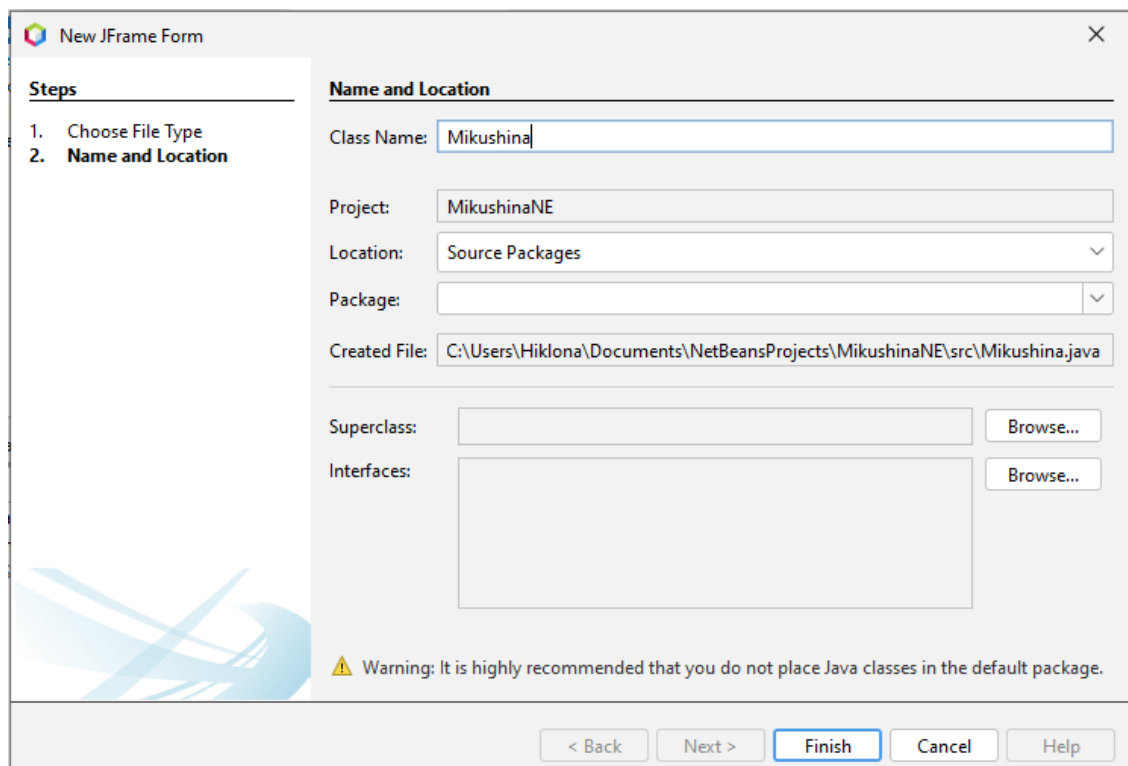 New JFrame Form
Steps
1. Choose File Type
2. Name and Location
Name and Location
Class Name: Mikushina
Project: MikushinaNE
Location: Source Packages
Package:
Created File: C:\Users\Hiklona\Documents\NetBeansProjects\MikushinaNE\src\Mikushina.java
Superclass: Browse...
Interfaces: Browse...
Warning: It is highly recommended that you do not place Java classes in the default package.
< Back Next > Finish Cancel Help